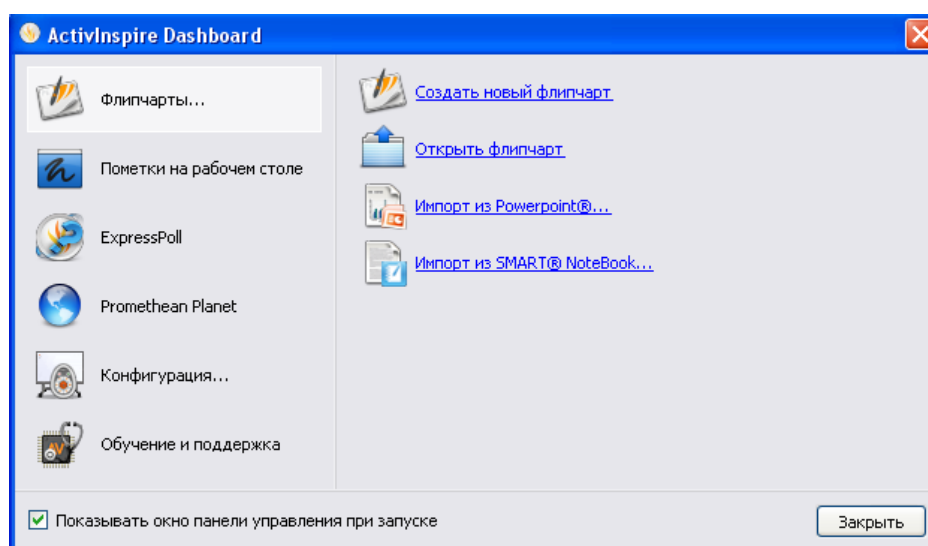 ActivInspire Dashboard
Флипчарты...
Пометки на рабочем столе
ExpressPoll
Promethean Planet
Конфигурация...
Обучение и поддержка
Создать новый флипчарт
Открыть флипчарт
Импорт из Powerpoint®...
Импорт из SMART® NoteBook...
Показывать окно панели управления при запуске
Закрыть